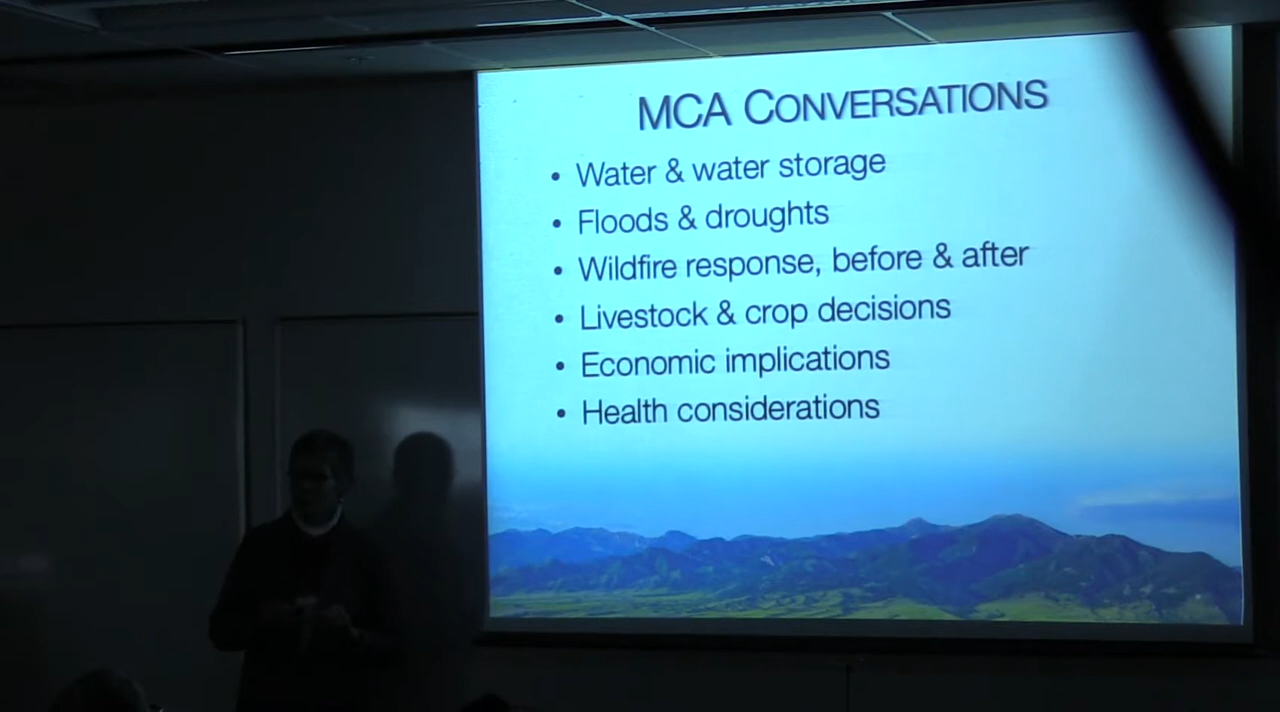 MCA CONVERSATIONS
• Water & water storage
• Floods & droughts
• Wildfire response, before & after
• Livestock & crop decisions
• Economic implications
• Health considerations